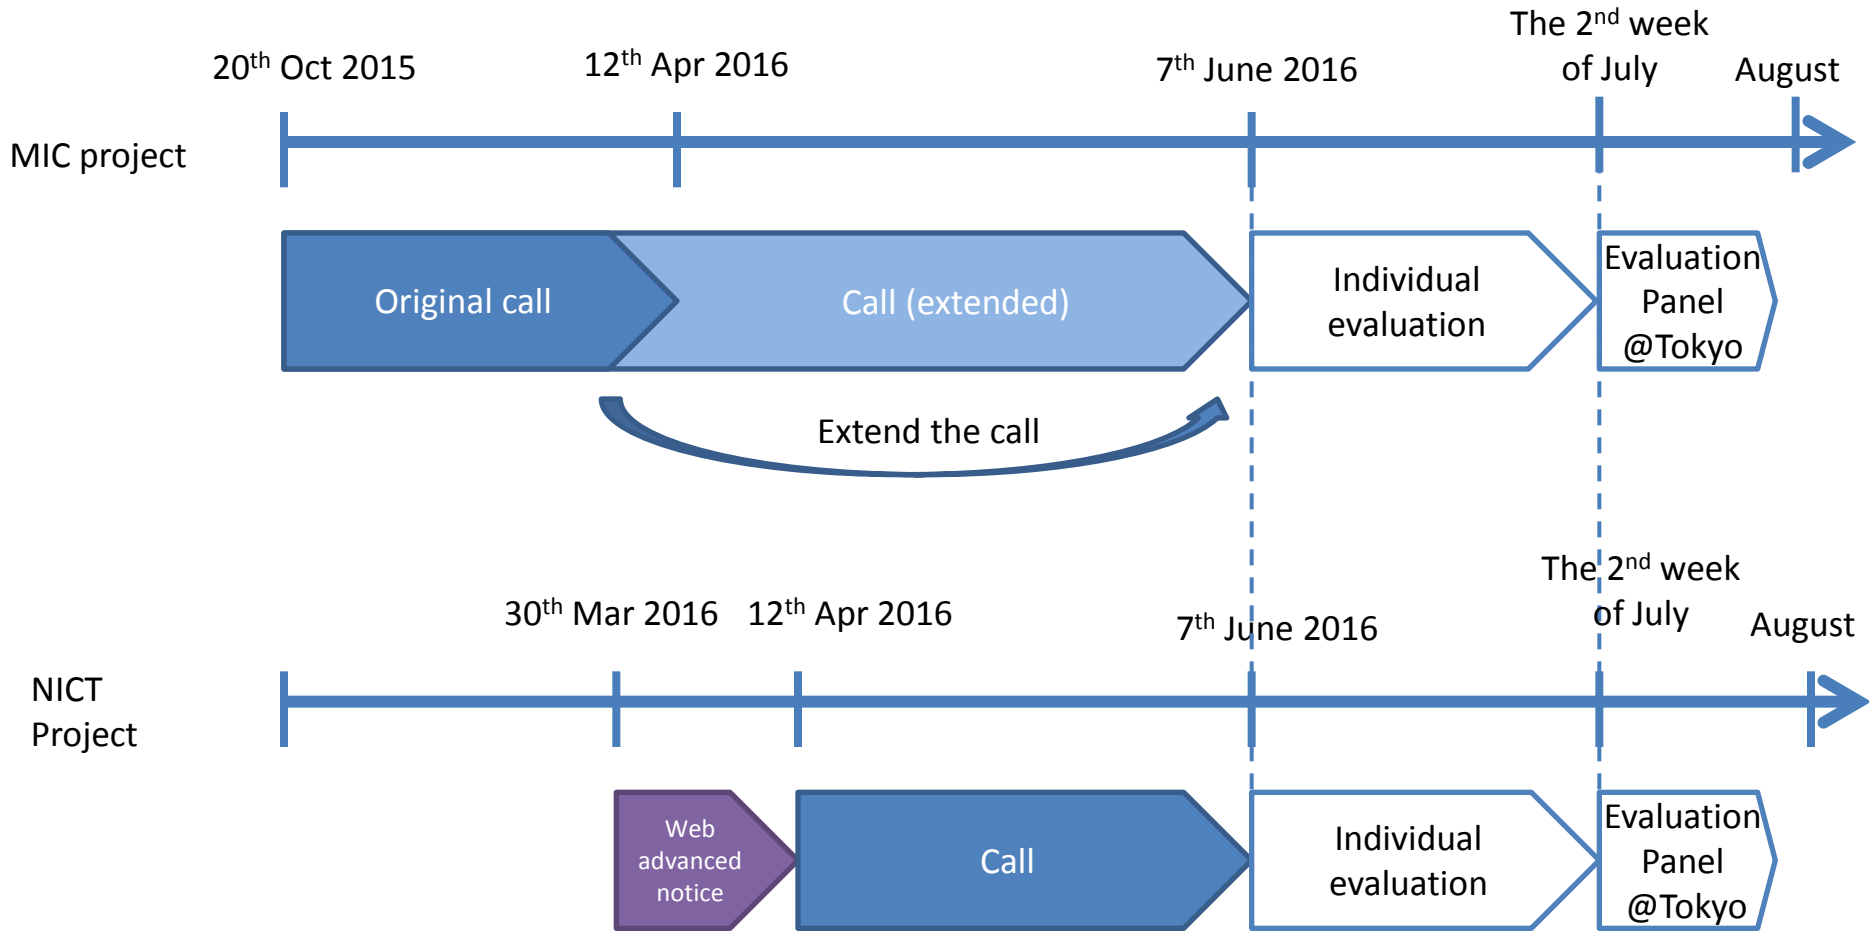 20th Oct 2015
12th Apr 2016
7th June 2016
The 2nd week
of July
August
MIC project
Original call
Call (extended)
Individual
evaluation
Evaluation
Panel
@Tokyo
Extend the call
30th Mar 2016
12th Apr 2016
7th June 2016
The 2nd week
of July
August
NICT
Project
Web
advanced
notice
Call
Individual
evaluation
Evaluation
Panel
@Tokyo